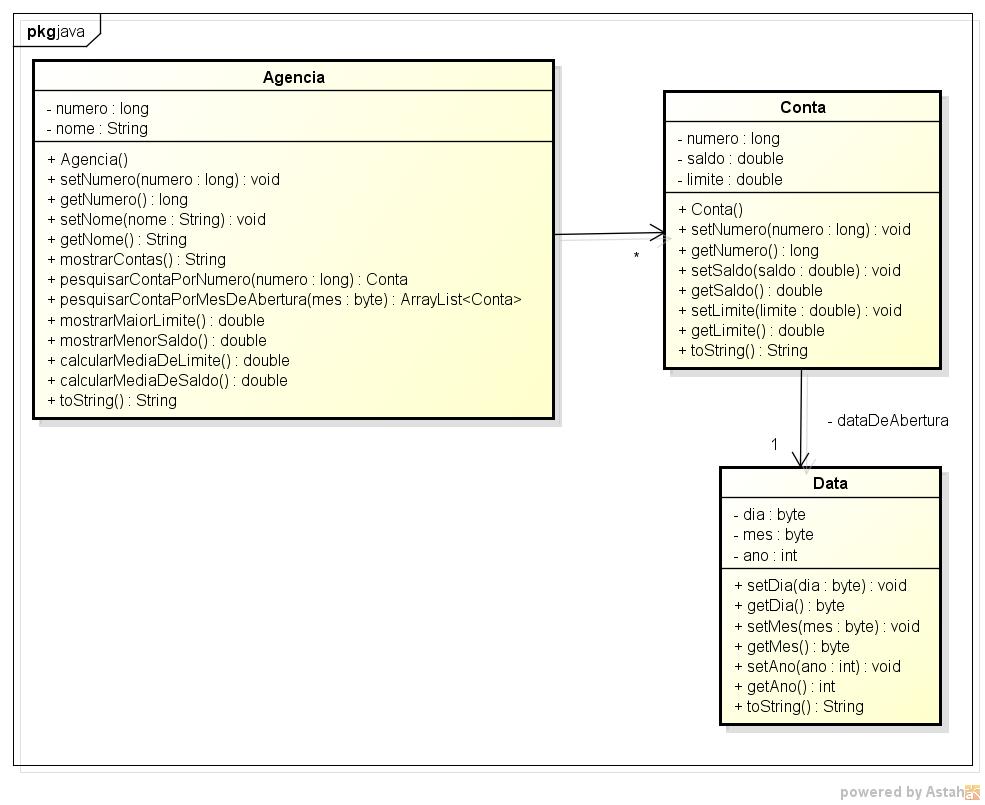 pkg java
Agencia
- numero : long
- nome : String
+ Agencia()
+ setNumero(numero : long) : void
+ getNumero() : long
+ setNome(nome : String) : void
+ getNome() : String
+ mostrarContas() : String
+ pesquisarContaPorNumero(numero : long) : Conta
+ pesquisarContaPorMesDeAbertura(mes : byte) : ArrayList<Conta>
+ mostrarMaiorLimite() : double
+ mostrarMenorSaldo() : double
+ calcularMediaDeLimite() : double
+ calcularMediaDeSaldo() : double
+ toString() : String
*
Conta
- numero : long
- saldo : double
- limite : double
+ Conta()
+ setNumero(numero : long) : void
+ getNumero() : long
+ setSaldo(saldo : double) : void
+ getSaldo() : double
+ setLimite(limite : double) : void
+ getLimite() : double
+ toString() : String
- dataDeAbertura
1
Data
- dia : byte
- mes : byte
- ano : int
+ setDia(dia : byte) : void
+ getDia() : byte
+ setMes(mes : byte) : void
+ getMes() : byte
+ setAno(ano : int) : void
+ getAno() : int
+ toString() : String
powered by Astah